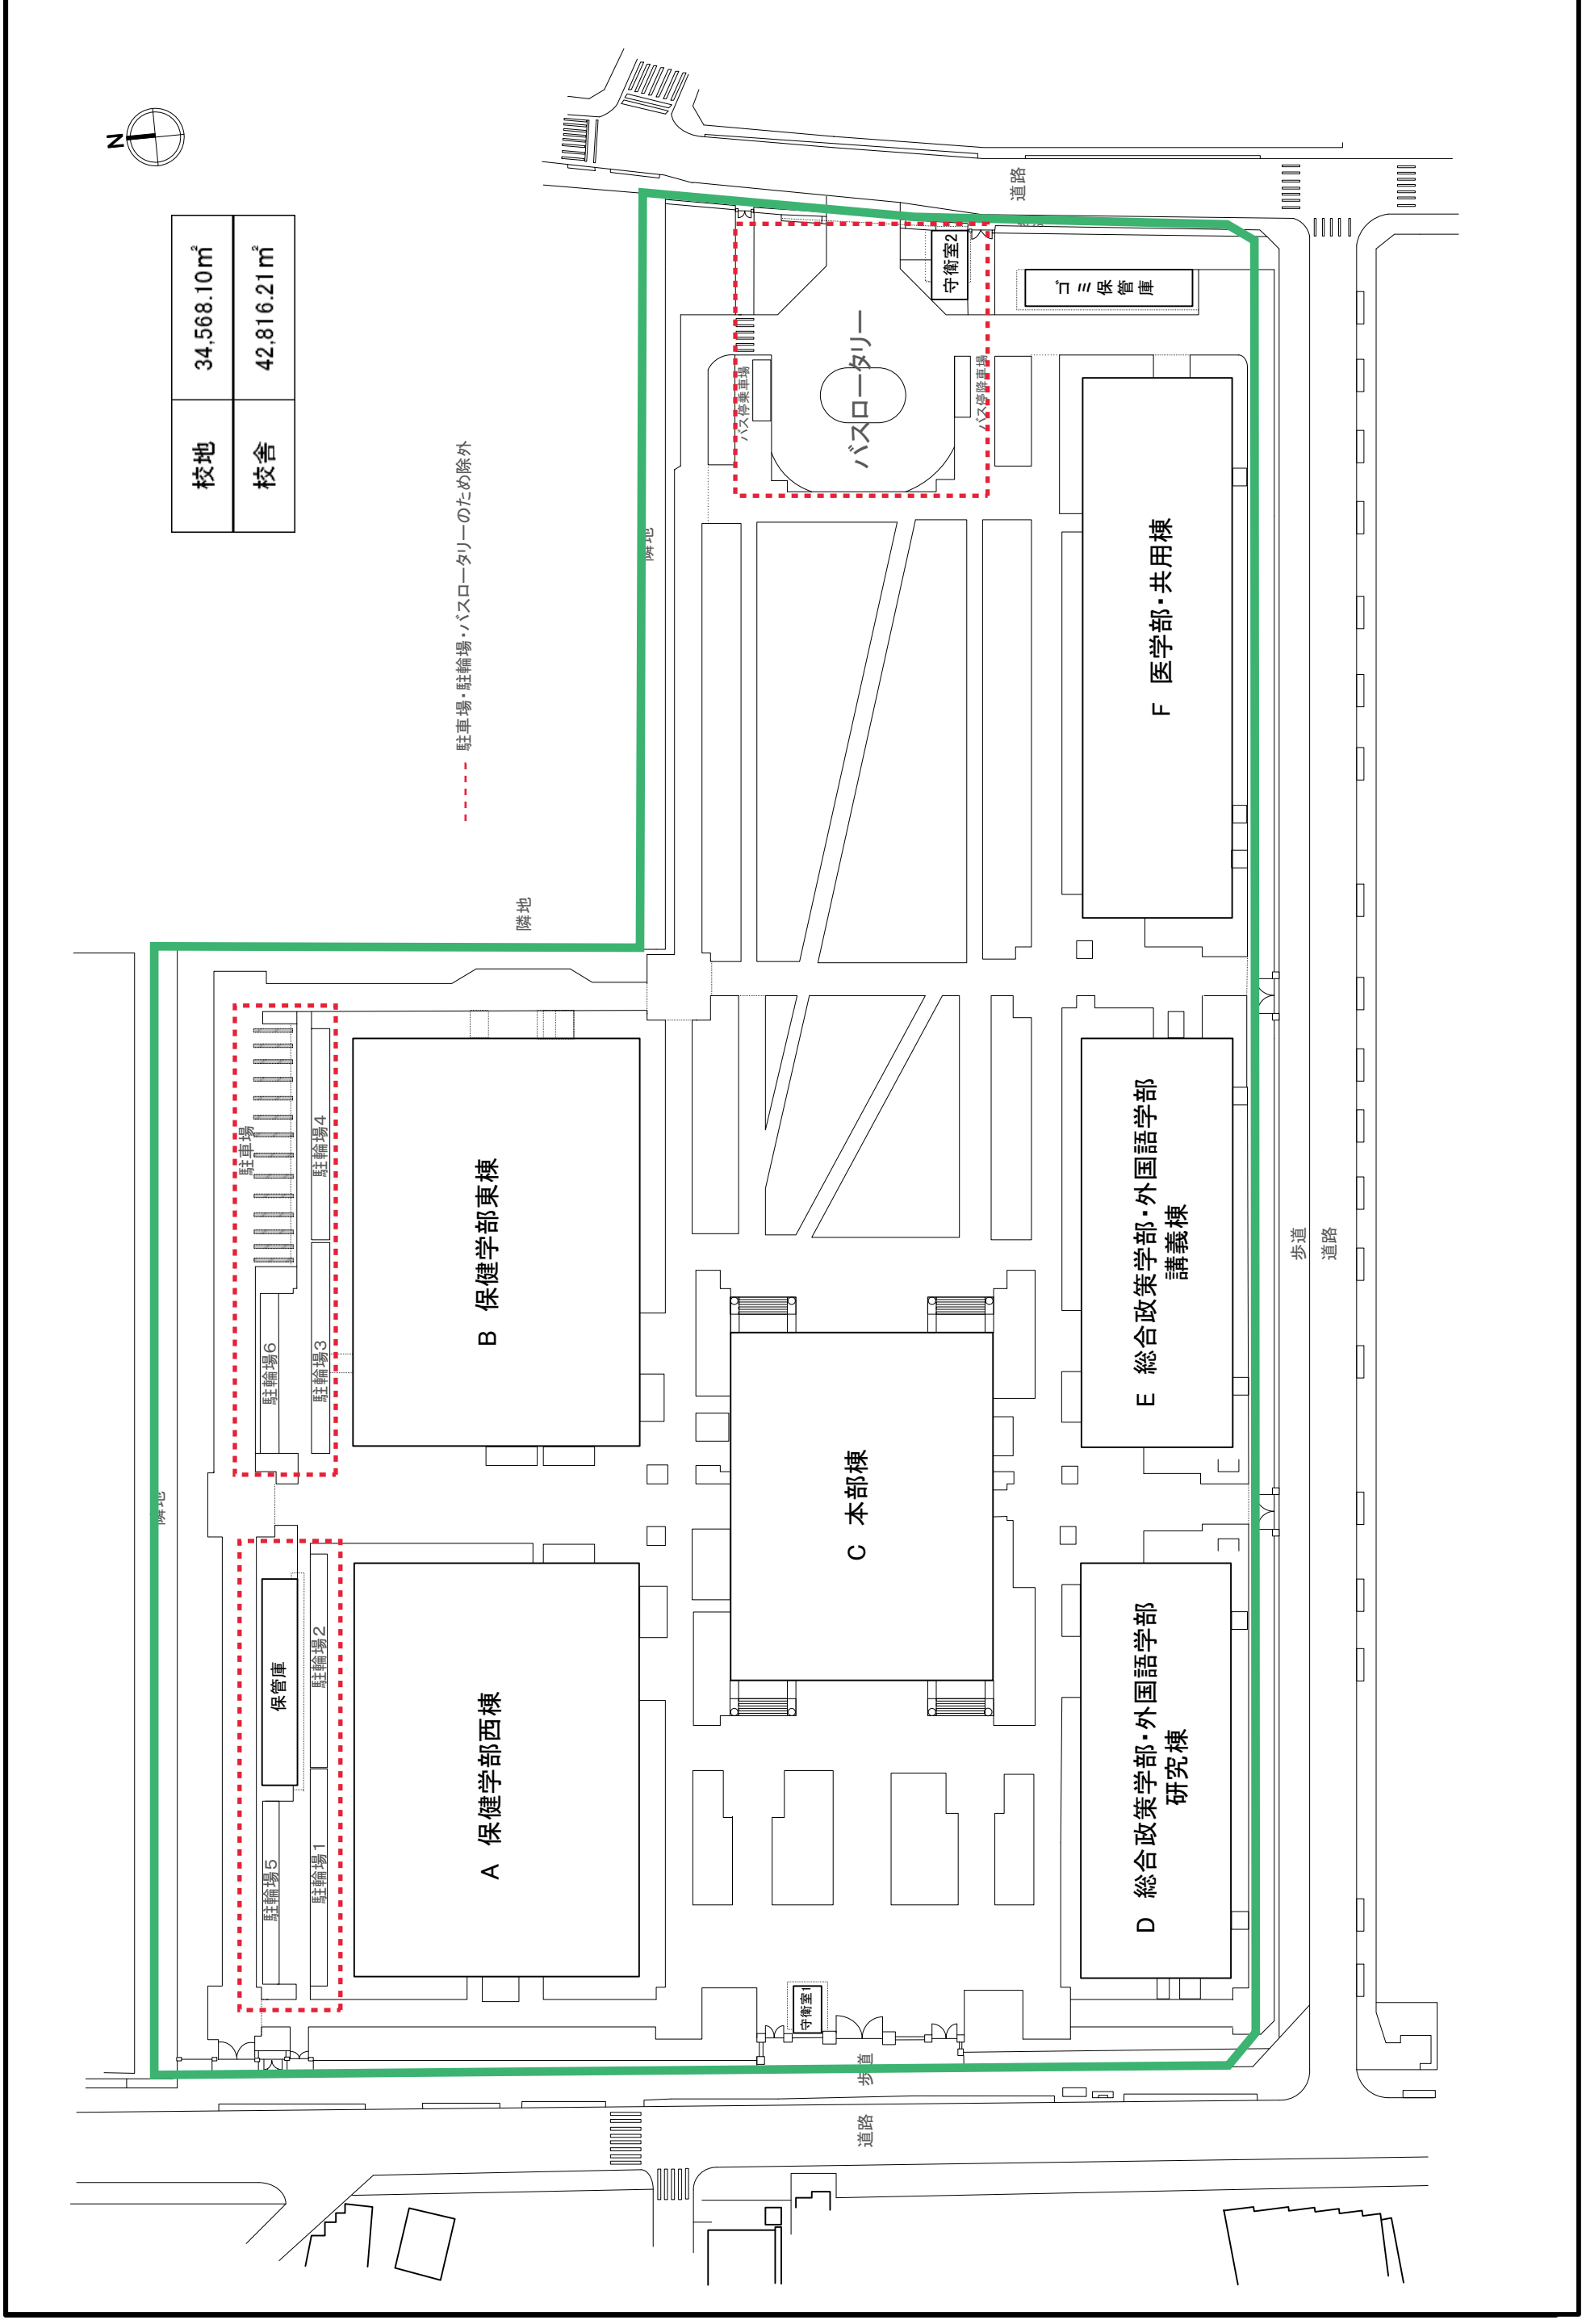 N
校地 34,568.10㎡
校舎 42,816.21㎡
駐車場・駐輪場・バスロータリーのため除外
隣地
隣地
隣地
道路
守衛室2
ゴミ保管庫
バス停乗車場
バスロータリー
バス停降車場
F 医学部・共用棟
駐車場
駐輪場4
駐輪場6
駐輪場3
B 保健学部東棟
E 総合政策学部・外国語学部
講義棟
歩道
道路
C 本部棟
保管庫
駐輪場2
駐輪場5
駐輪場1
A 保健学部西棟
D 総合政策学部・外国語学部
研究棟
守衛室1
歩道
道路